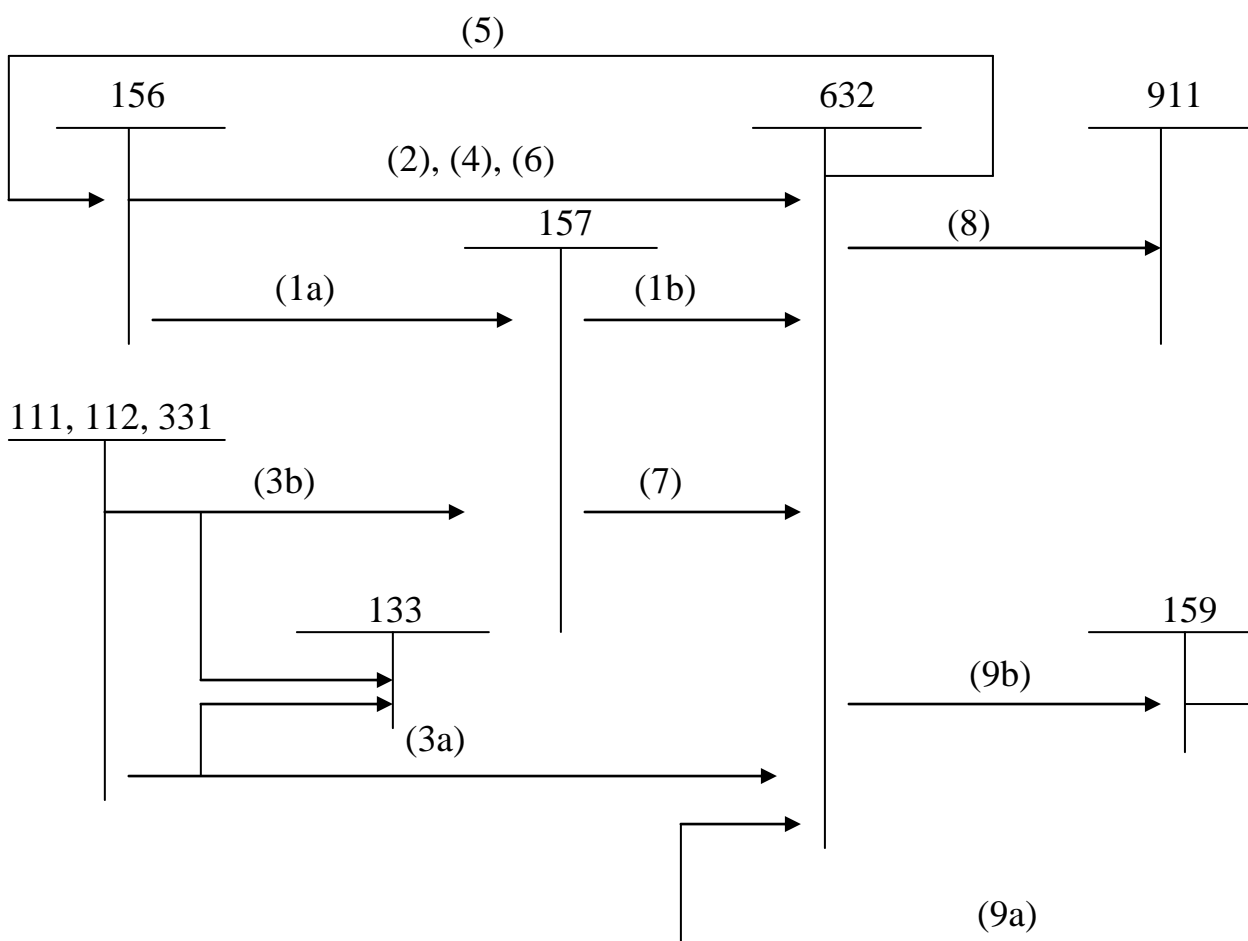 (5)
156 632 911
(2), (4), (6)
157 (8)
(1a) (1b)
111, 112, 331
(3b) (7)
133 159
(9b)
(3a)
(9a)